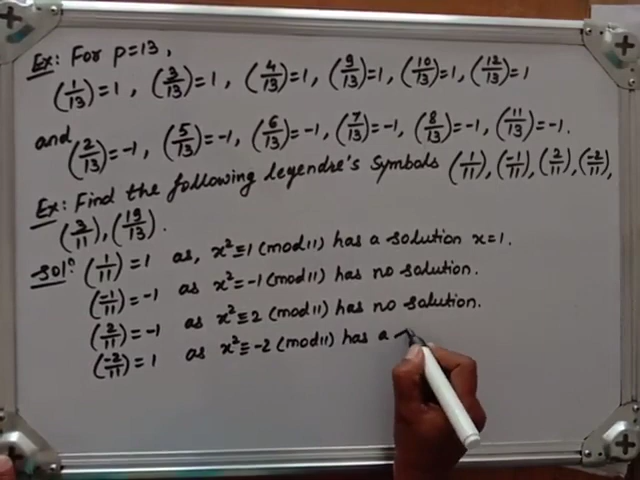 Ex: For p=13,
(1/13)=1, (3/13)=1, (4/13)=1, (9/13)=1, (10/13)=1, (12/13)=1
and (2/13)=-1, (5/13)=-1, (6/13)=-1, (7/13)=-1, (8/13)=-1, (11/13)=-1.
Ex: Find the following legendre's Symbols (1/11), (-1/11), (2/11), (-2/11),
(3/11), (19/13).
Sol^n: (1/11)=1 as, x²≡1 (mod 11) has a solution x=1.
(-1/11)=-1 as x²≡-1 (mod 11) has no solution.
(2/11)=-1 as x²≡2 (mod 11) has no solution.
(-2/11)=1 as x²≡-2 (mod 11) has a